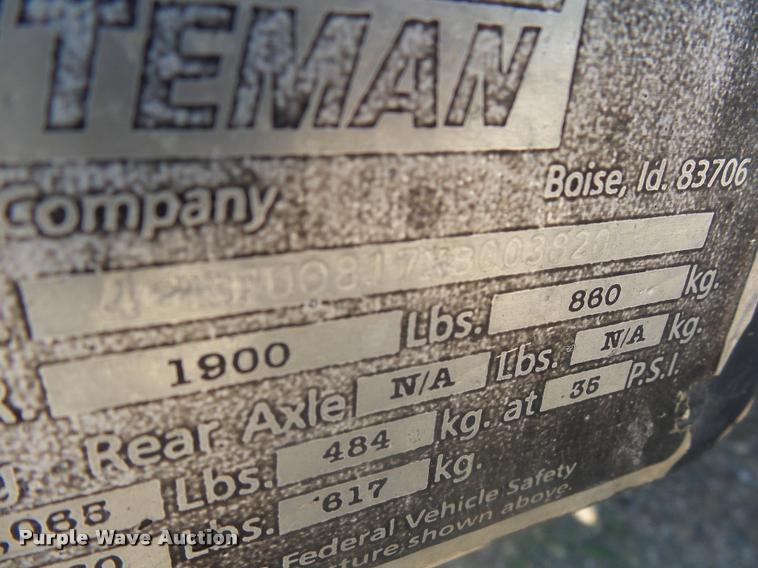 TEMAN
Company
Boise, Id. 83706
1900 Lbs. 860 kg.
Rear Axle N/A Lbs. N/A kg.
Lbs. 484 kg. at 35 P.S.I.
Lbs. 617 kg.
Federal Vehicle Safety
shown above.
Purple Wave Auction